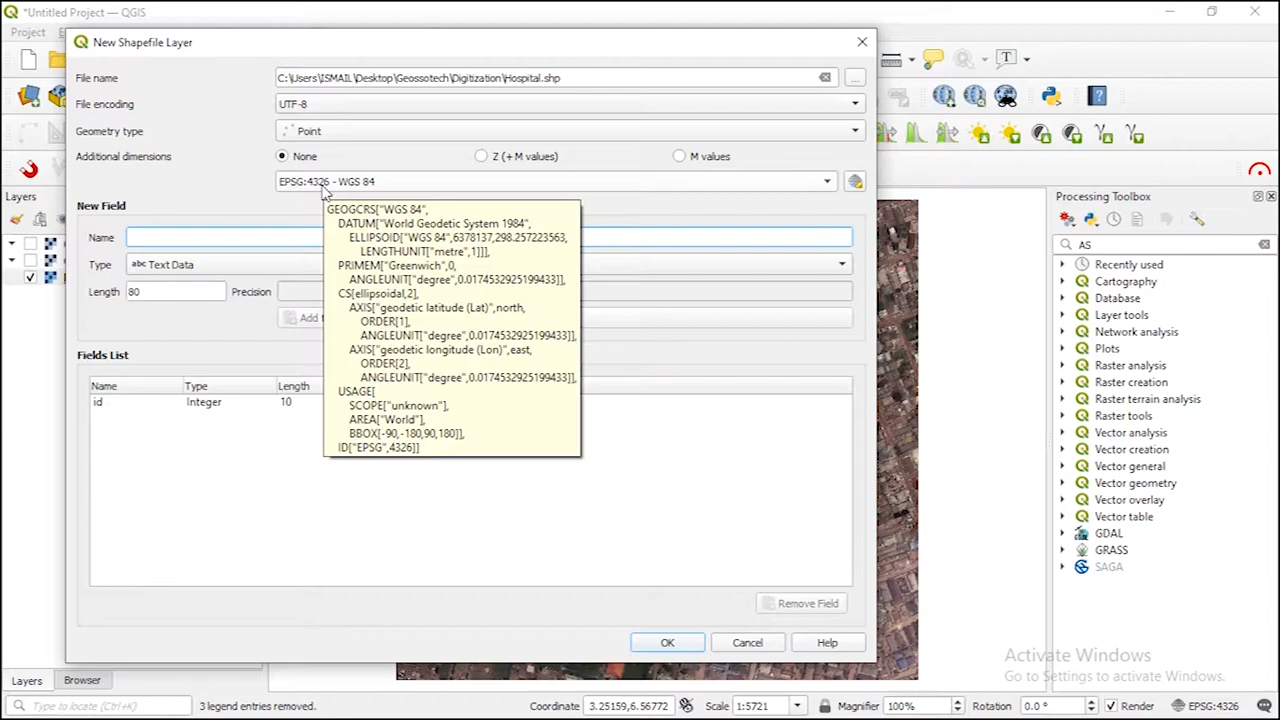 *Untitled Project — QGIS
Project
New Shapefile Layer
File name
C:\Users\ISMAIL\Desktop\Geossotech\Digitization\Hospital.shp
...
File encoding
UTF-8
Geometry type
Point
Additional dimensions
None
Z (+ M values)
M values
EPSG:4326 - WGS 84
New Field
Name
Type
abc Text Data
Length
80
Precision
GEOGCRS["WGS 84",
DATUM["World Geodetic System 1984",
ELLIPSOID["WGS 84",6378137,298.257223563,
LENGTHUNIT["metre",1]]],
PRIMEM["Greenwich",0,
ANGLEUNIT["degree",0.0174532925199433]],
CS[ellipsoidal,2],
AXIS["geodetic latitude (Lat)",north,
ORDER[1],
ANGLEUNIT["degree",0.0174532925199433]],
AXIS["geodetic longitude (Lon)",east,
ORDER[2],
ANGLEUNIT["degree",0.0174532925199433]],
USAGE[
SCOPE["unknown"],
AREA["World"],
BBOX[-90,-180,90,180]],
ID["EPSG",4326]]
Add
Fields List
Name Type Length
id Integer 10
Remove Field
OK Cancel Help
Layers
Layers Browser
Processing Toolbox
AS
Recently used
Cartography
Database
Layer tools
Network analysis
Plots
Raster analysis
Raster creation
Raster terrain analysis
Raster tools
Vector analysis
Vector creation
Vector general
Vector geometry
Vector overlay
Vector table
GDAL
GRASS
SAGA
Activate Windows
Go to Settings to activate Windows.
Type to locate (Ctrl+K)
3 legend entries removed.
Coordinate 3.25159,6.56772
Scale 1:5721
Magnifier 100%
Rotation 0.0 °
Render
EPSG:4326